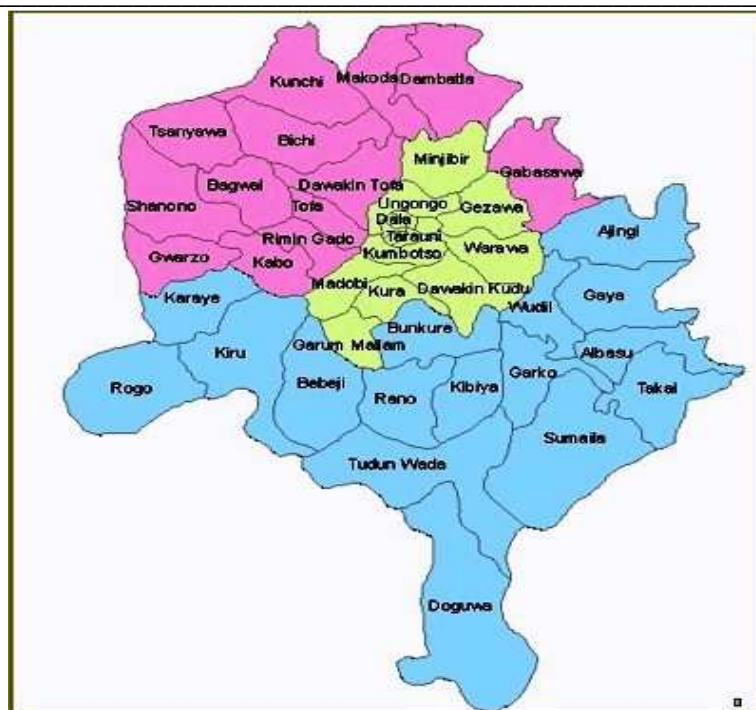 Kunchi
Makoda
Dambatta
Tsanyawa
Bichi
Minjibir
Gabasawa
Bagwai
Dawakin Tofa
Shanono
Tofa
Ungongo
Gezawa
Dala
Tarauni
Ajingi
Rimin Gado
Warawa
Gwarzo
Kabo
Kumbotso
Madobi
Kura
Dawakin Kudu
Karaya
Wudil
Gaya
Bunkure
Garum Mallam
Kiru
Albasu
Rogo
Bebeji
Rano
Kibiya
Garko
Takai
Sumaila
Tudun Wada
Doguwa